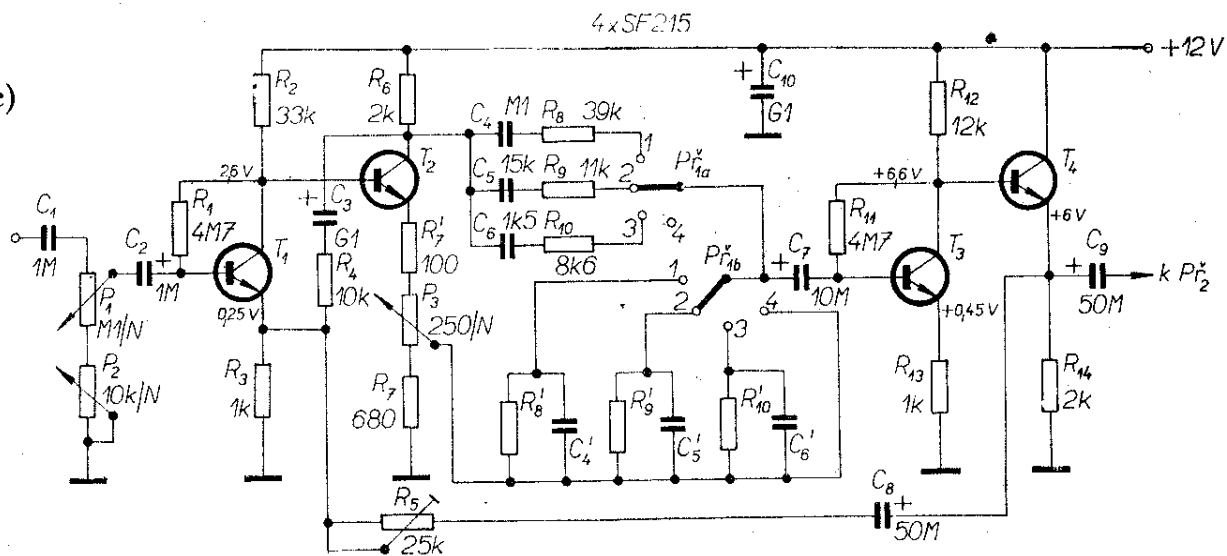 4xSF215
+12V
c)
R2
33k
R6
2k
C10
G1
R12
12k
C4
M1
R8
39k
1
2
C5
15k
R9
11k
Př1a
C6
1k5
R10
8k6
3
4
T2
2,6V
R1
4M7
C3
G1
R4
10k
T1
0,25V
R3
1k
C1
1M
C2
1M
P1
M1/N
P2
10k/N
R7'
100
P3
250/N
R7
680
1
2
Př1b
4
3
C7
10M
R11
4M7
+6,6V
T3
+0,45V
R13
1k
T4
+6V
C9
50M
k Př2
R14
2k
R8'
C4'
R9'
C5'
R10'
C6'
R5
25k
C8
50M